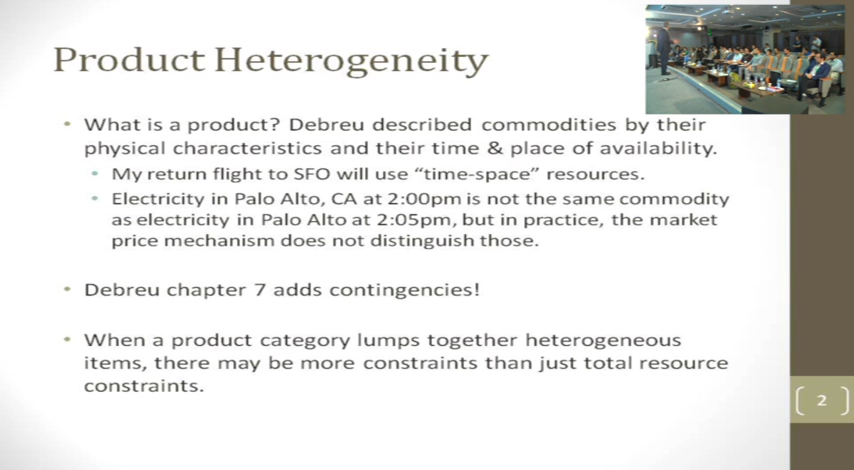 Product Heterogeneity
• What is a product? Debreu described commodities by their
physical characteristics and their time & place of availability.
• My return flight to SFO will use “time-space” resources.
• Electricity in Palo Alto, CA at 2:00pm is not the same commodity
as electricity in Palo Alto at 2:05pm, but in practice, the market
price mechanism does not distinguish those.
• Debreu chapter 7 adds contingencies!
• When a product category lumps together heterogeneous
items, there may be more constraints than just total resource
constraints.
[ 2 ]